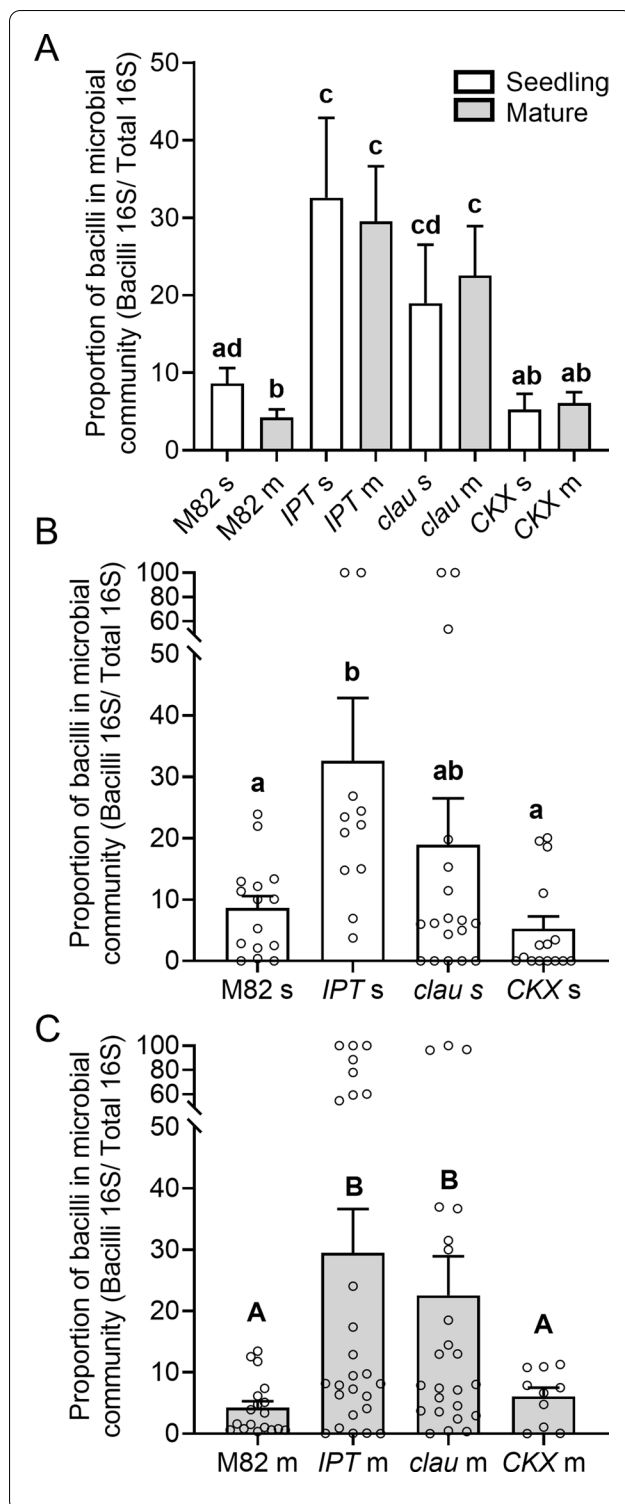 A
Proportion of bacilli in microbial
community (Bacilli 16S/ Total 16S)
50
40
30
20
10
0
Seedling
Mature
ad
b
c
c
cd
c
ab
ab
M82 s
M82 m
IPT s
IPT m
clau s
clau m
CKX s
CKX m
B
Proportion of bacilli in microbial
community (Bacilli 16S/ Total 16S)
100
80
60
50
40
30
20
10
0
a
b
ab
a
M82 s
IPT s
clau s
CKX s
C
Proportion of bacilli in microbial
community (Bacilli 16S/ Total 16S)
100
80
60
50
40
30
20
10
0
A
B
B
A
M82 m
IPT m
clau m
CKX m